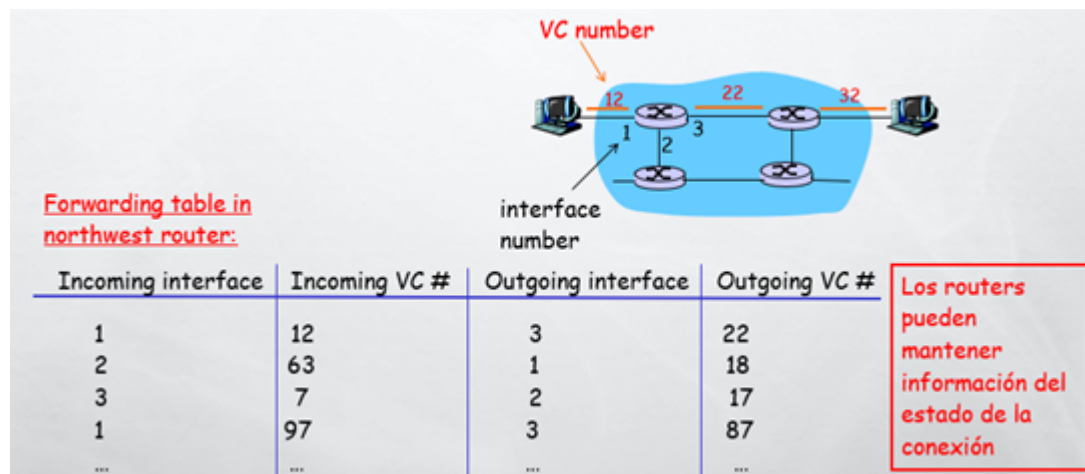 VC number
12
22
32
1
3
2
interface
number
Forwarding table in
northwest router:
Incoming interface Incoming VC # Outgoing interface Outgoing VC #
1 12 3 22
2 63 1 18
3 7 2 17
1 97 3 87
... ... ... ...
Los routers
pueden
mantener
información del
estado de la
conexión